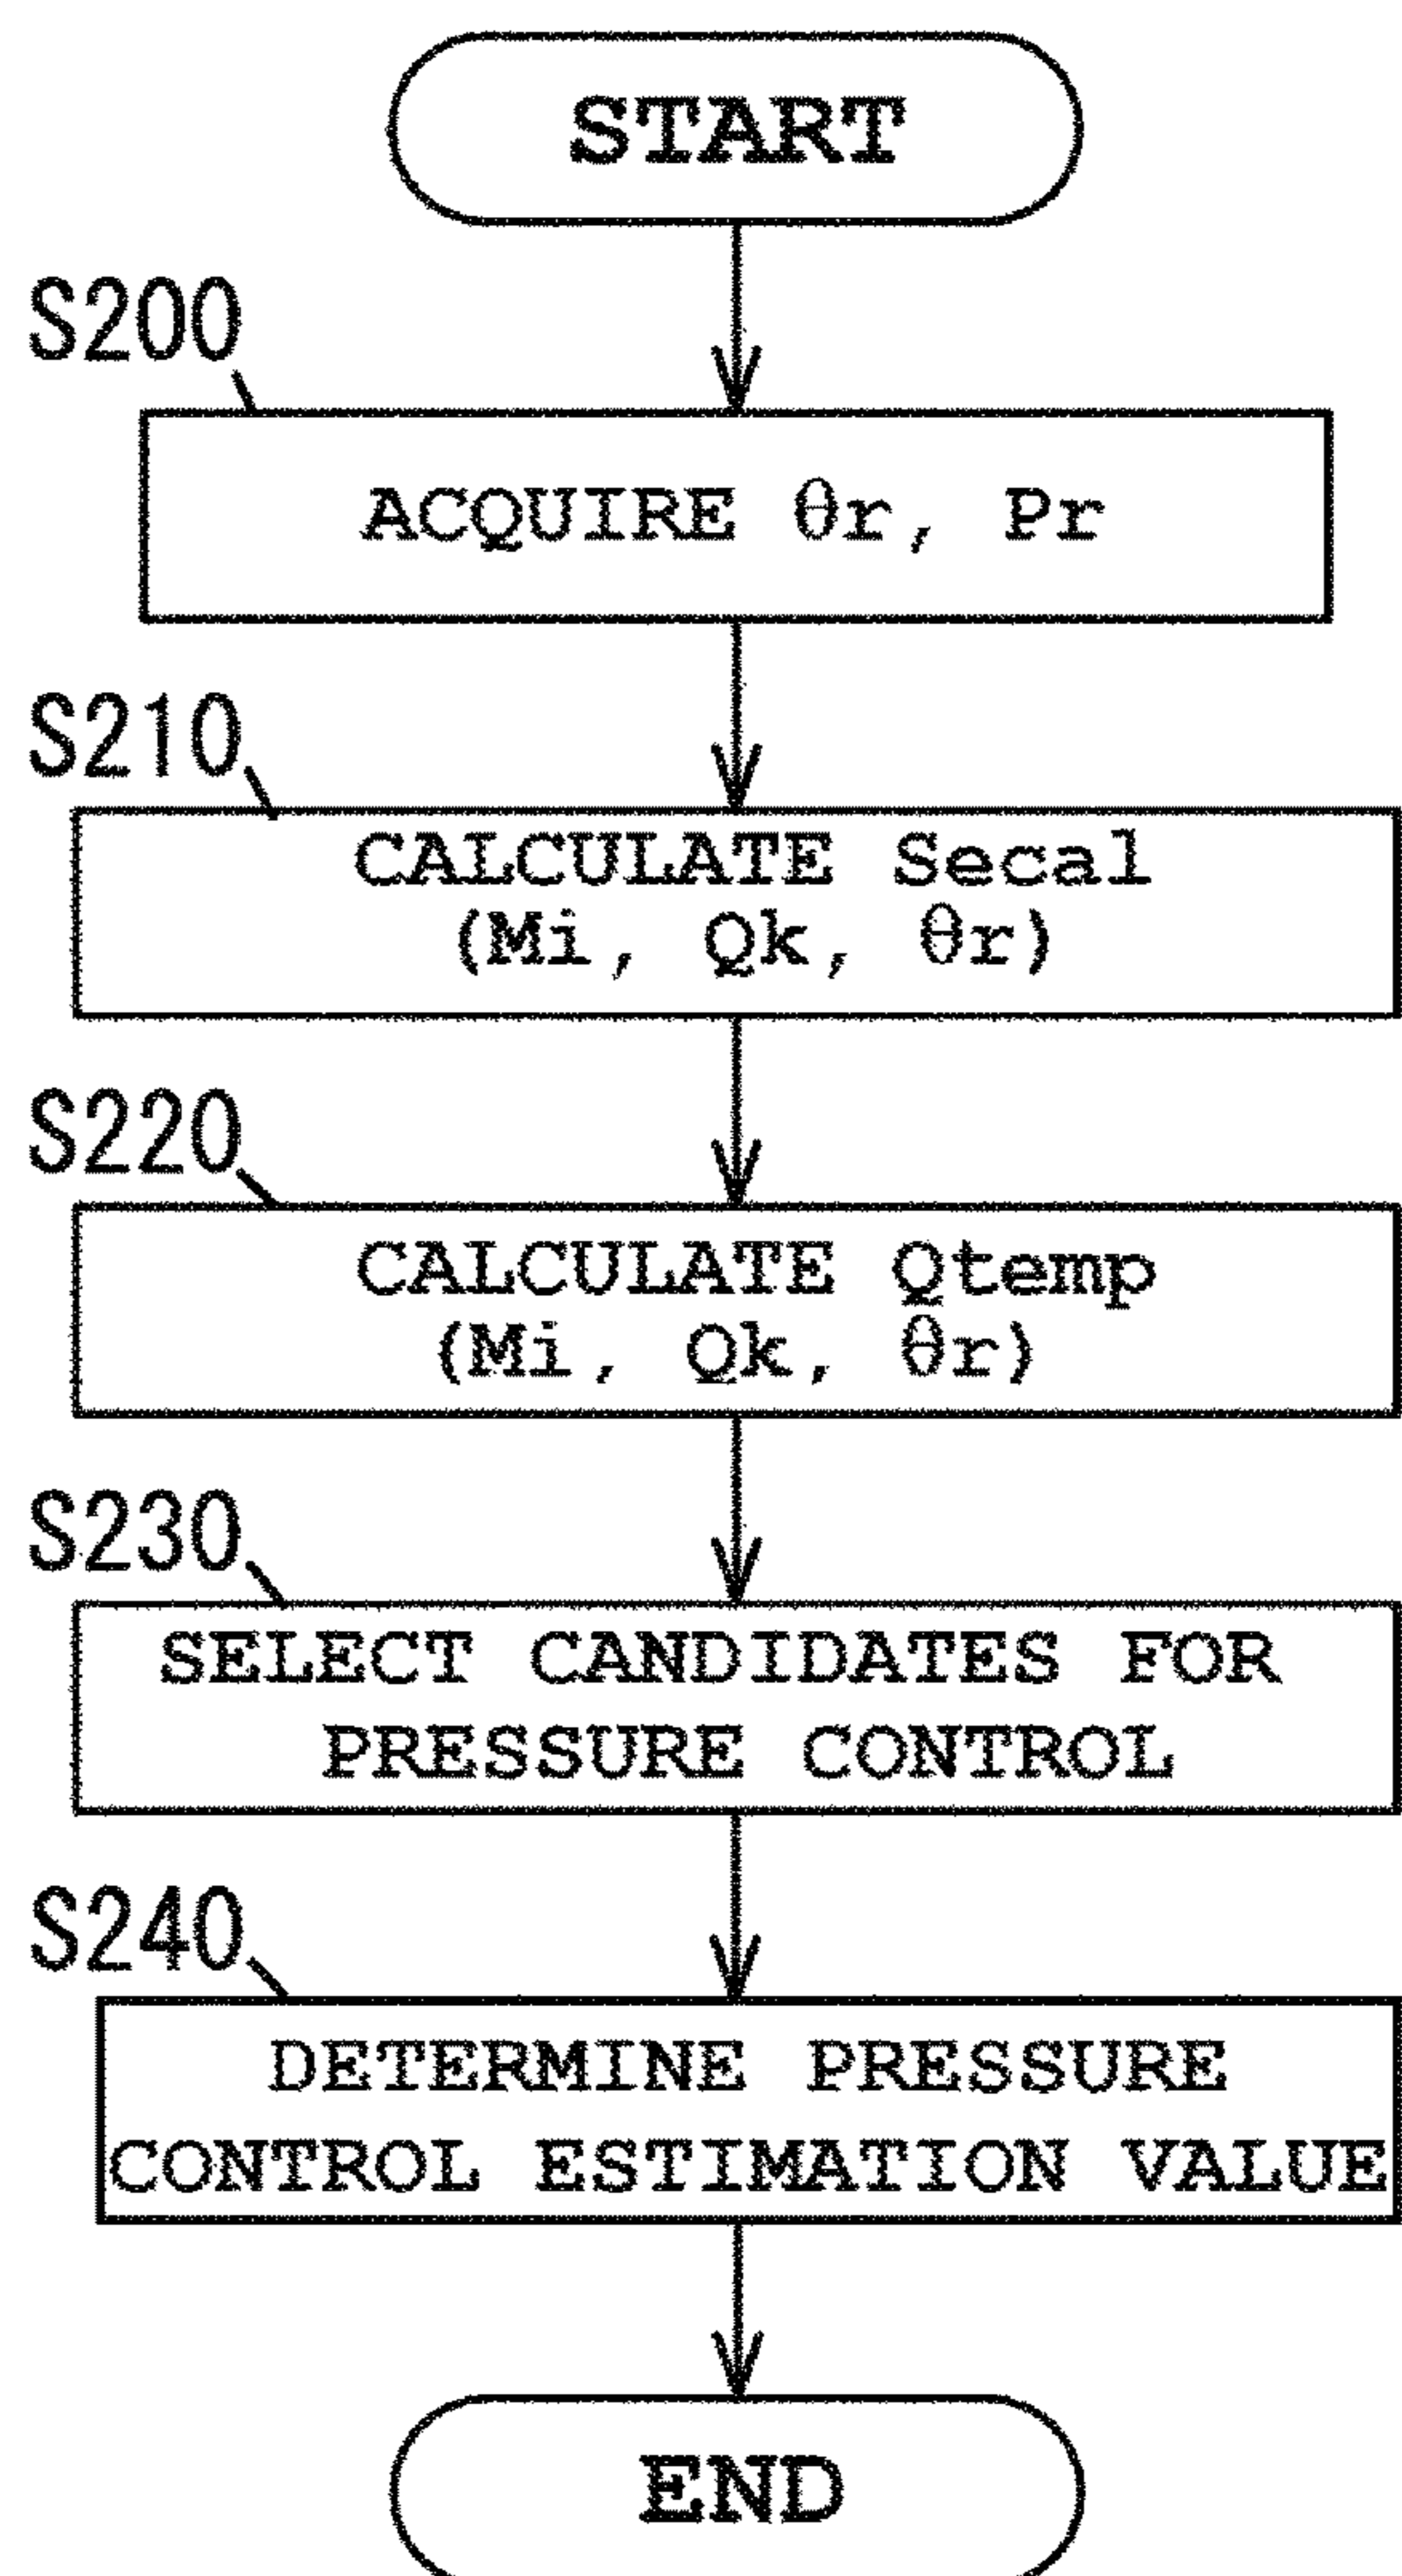 START
S200
ACQUIRE θr, Pr
S210
CALCULATE Secal
(Mi, Qk, θr)
S220
CALCULATE Qtemp
(Mi, Qk, θr)
S230
SELECT CANDIDATES FOR
PRESSURE CONTROL
S240
DETERMINE PRESSURE
CONTROL ESTIMATION VALUE
END